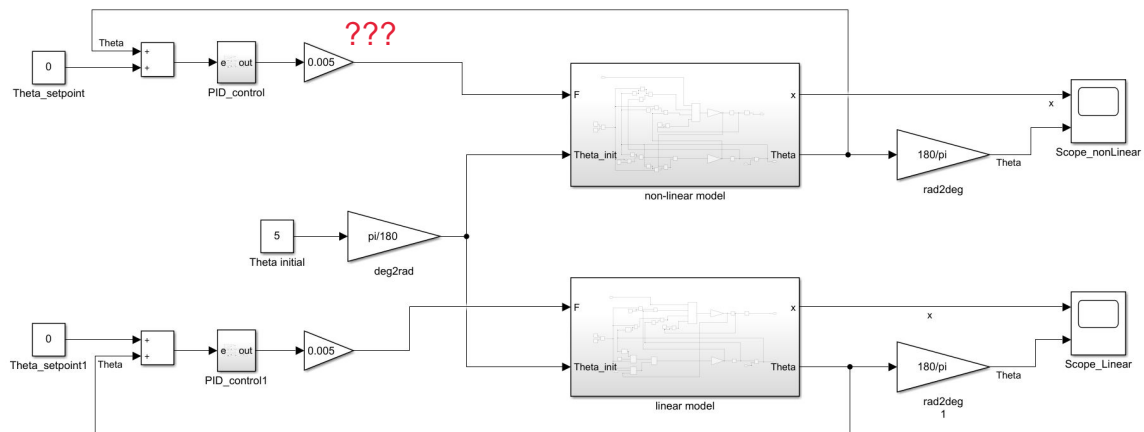 ???
Theta
+
+
0
Theta_setpoint
e out
PID_control
0.005
F
x
Theta_init
Theta
non-linear model
x
180/pi
rad2deg
Theta
Scope_nonLinear
5
Theta initial
pi/180
deg2rad
0
Theta_setpoint1
+
+
Theta
e out
PID_control1
0.005
F
x
Theta_init
Theta
linear model
x
180/pi
rad2deg
1
Theta
Scope_Linear